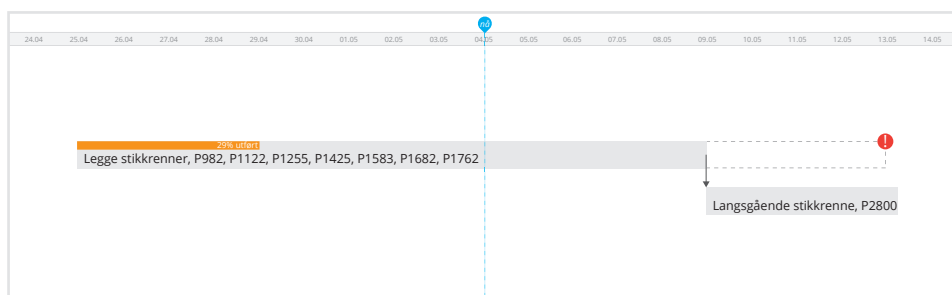 nå
24.04 25.04 26.04 27.04 28.04 29.04 30.04 01.05 02.05 03.05 04.05 05.05 06.05 07.05 08.05 09.05 10.05 11.05 12.05 13.05 14.05
29% utført
!
Legge stikkrenner, P982, P1122, P1255, P1425, P1583, P1682, P1762
Langsgående stikkrenne, P2800